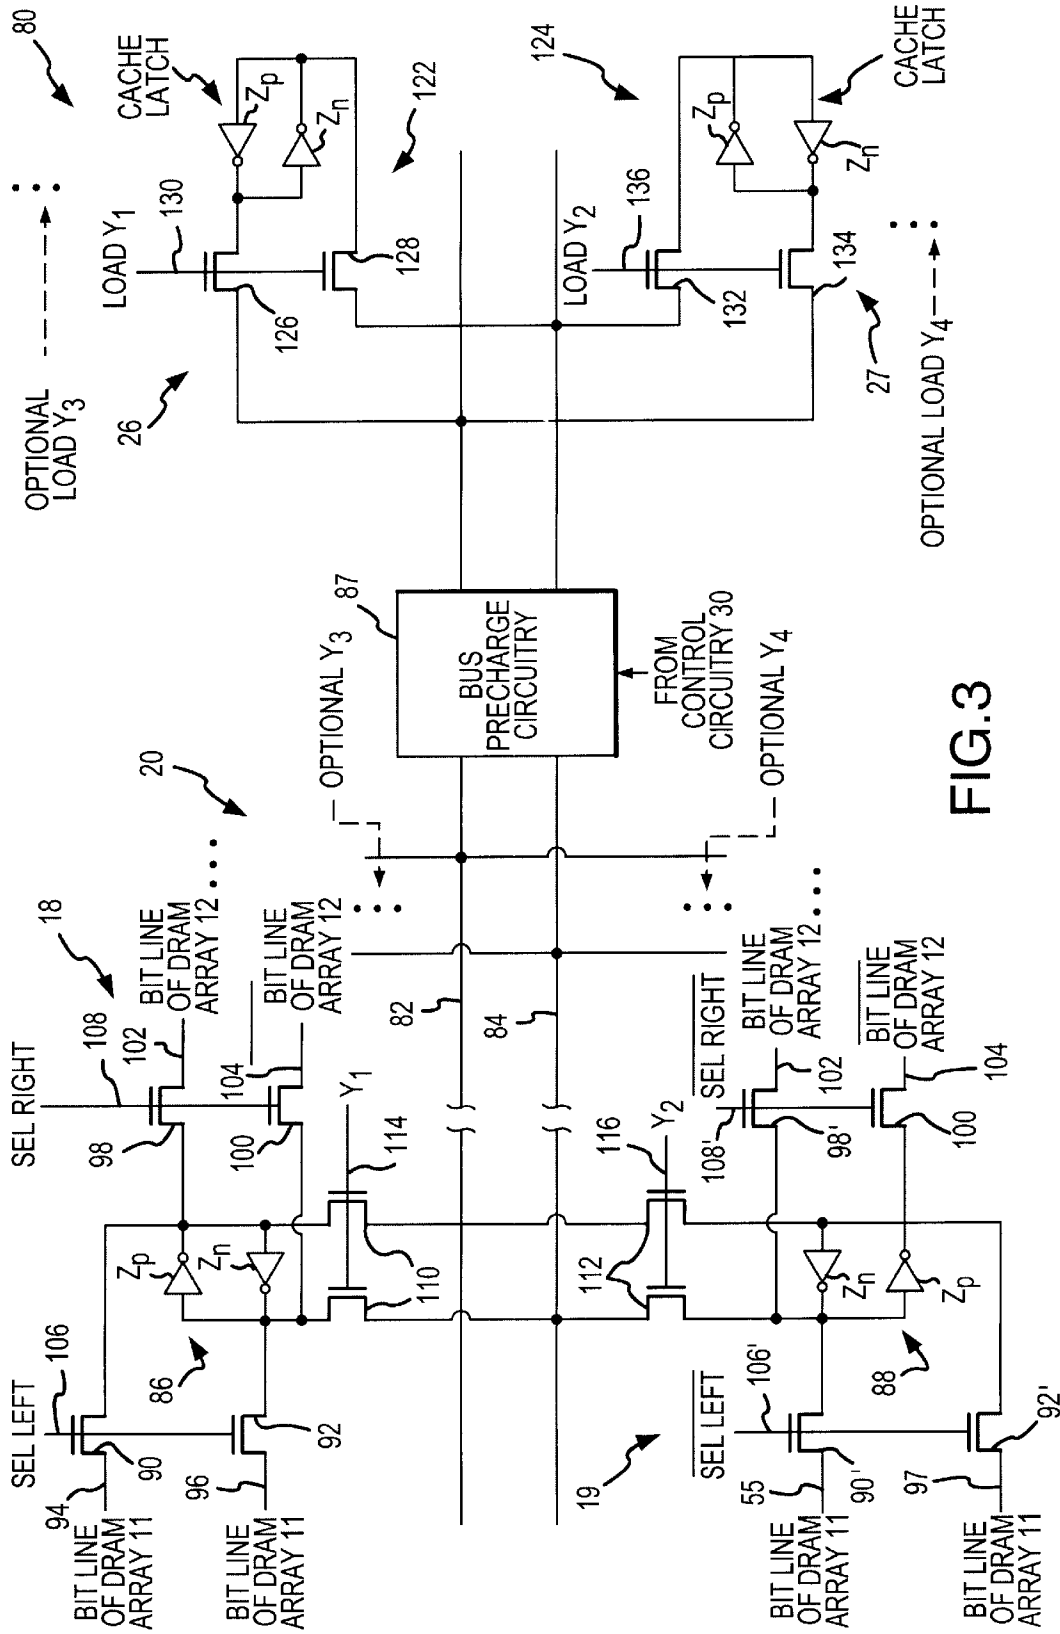 80
OPTIONAL
LOAD Y3
LOAD Y1
130
CACHE
LATCH
Zp
Zn
122
126
128
26
124
LOAD Y2
136
Zp
Zn
CACHE
LATCH
132
134
27
OPTIONAL LOAD Y4
87
BUS
PRECHARGE
CIRCUITRY
FROM
CONTROL
CIRCUITRY 30
OPTIONAL Y3
OPTIONAL Y4
20
18
SEL RIGHT
108
102
BIT LINE
OF DRAM
ARRAY 12
98
104
BIT LINE
OF DRAM
ARRAY 12
100
82
84
Y1
114
110
Zp
Zn
86
SEL LEFT
106
90
92
94
BIT LINE
OF DRAM
ARRAY 11
96
BIT LINE
OF DRAM
ARRAY 11
Y2
116
112
SEL RIGHT
108'
102
BIT LINE
OF DRAM
ARRAY 12
98'
100
104
BIT LINE
OF DRAM
ARRAY 12
Zn
Zp
88
19
SEL LEFT
106'
55
BIT LINE
OF DRAM
ARRAY 11
90'
97
BIT LINE
OF DRAM
ARRAY 11
92'
FIG.3